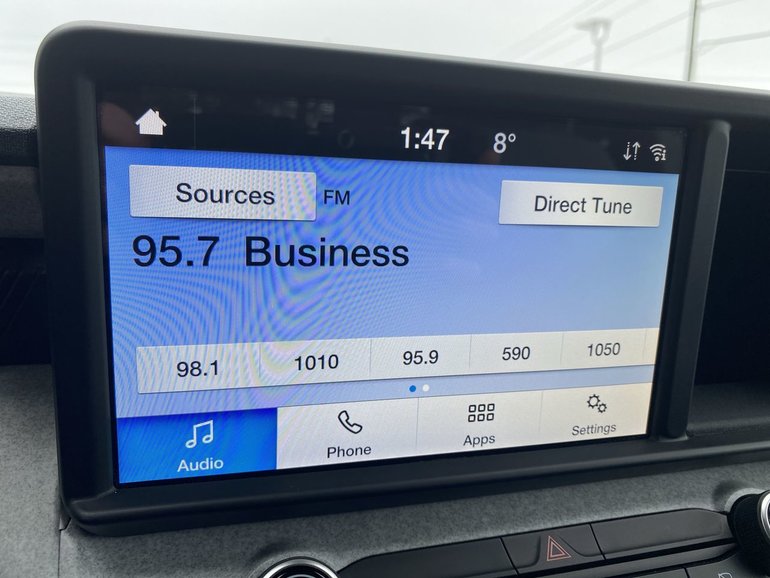 1:47 8°
Sources FM Direct Tune
95.7 Business
98.1 1010 95.9 590 1050
Audio Phone Apps Settings